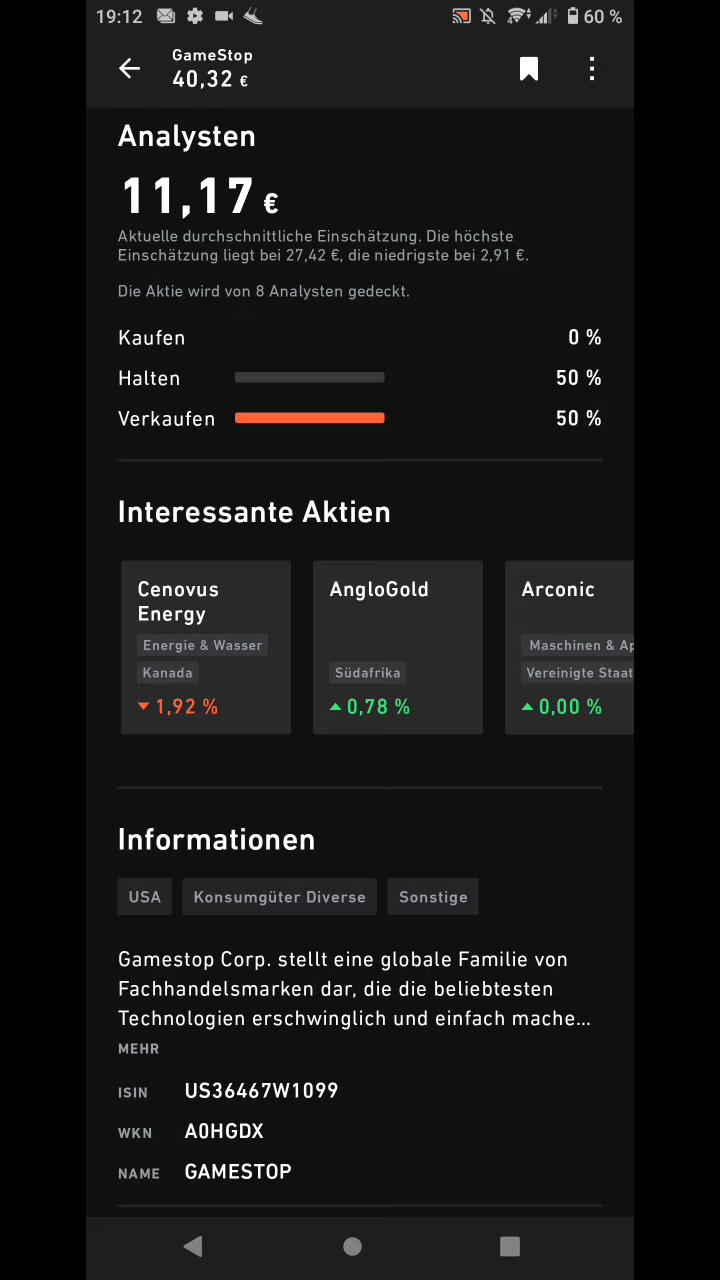 19:12
60 %
GameStop
40,32 €
Analysten
11,17 €
Aktuelle durchschnittliche Einschätzung. Die höchste
Einschätzung liegt bei 27,42 €, die niedrigste bei 2,91 €.
Die Aktie wird von 8 Analysten gedeckt.
Kaufen 0 %
Halten 50 %
Verkaufen 50 %
Interessante Aktien
Cenovus
Energy
Energie & Wasser
Kanada
1,92 %
AngloGold
Südafrika
0,78 %
Arconic
Maschinen & Ap
Vereinigte Staat
0,00 %
Informationen
USA Konsumgüter Diverse Sonstige
Gamestop Corp. stellt eine globale Familie von
Fachhandelsmarken dar, die die beliebtesten
Technologien erschwinglich und einfach mache...
MEHR
ISIN US36467W1099
WKN A0HGDX
NAME GAMESTOP